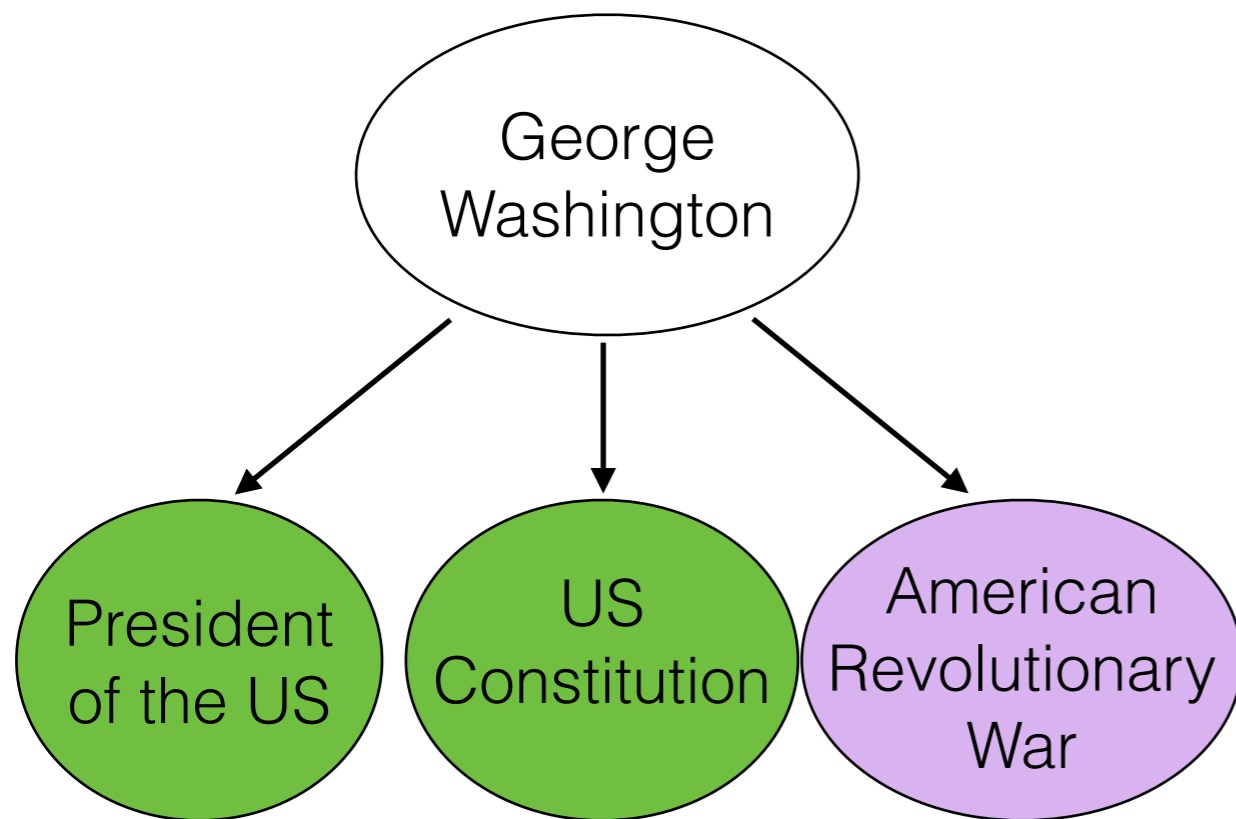 George
Washington
President
of the US
US
Constitution
American
Revolutionary
War